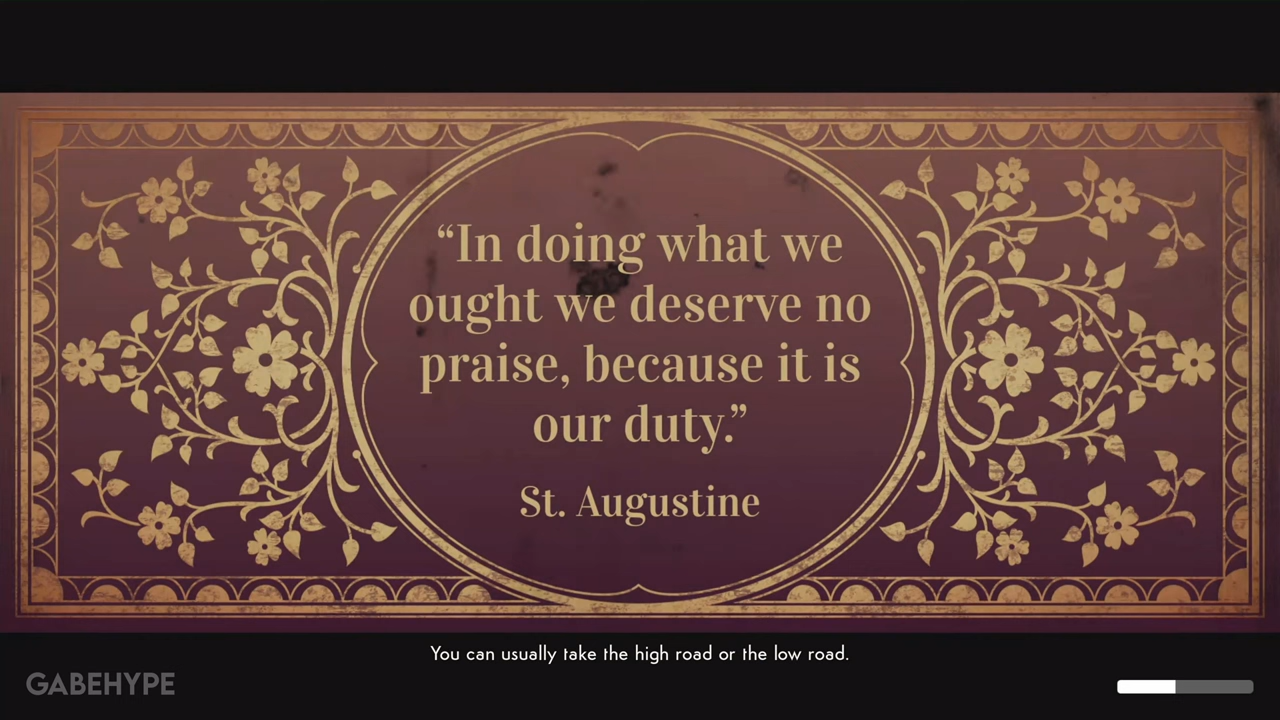 “In doing what we
ought we deserve no
praise, because it is
our duty.”
St. Augustine
You can usually take the high road or the low road.
GABEHYPE